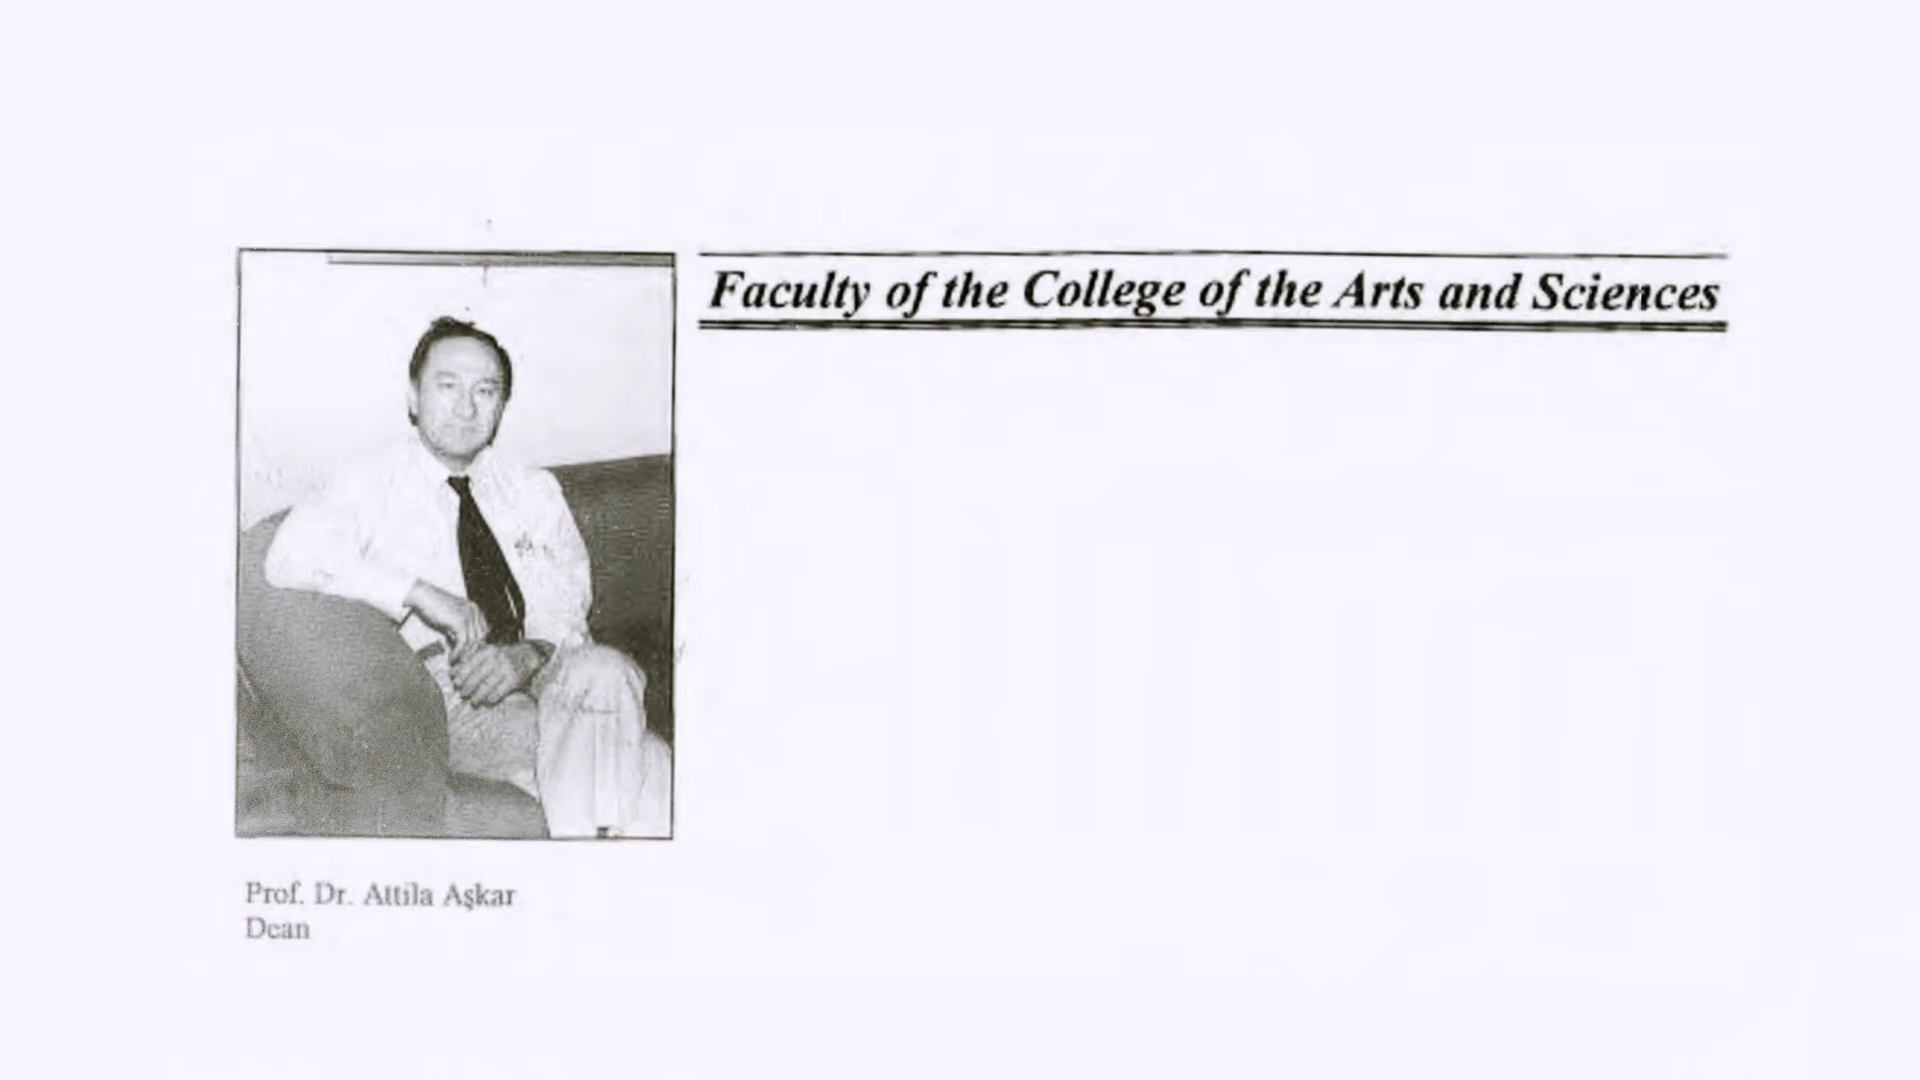 Faculty of the College of the Arts and Sciences
Prof. Dr. Attila Aşkar
Dean